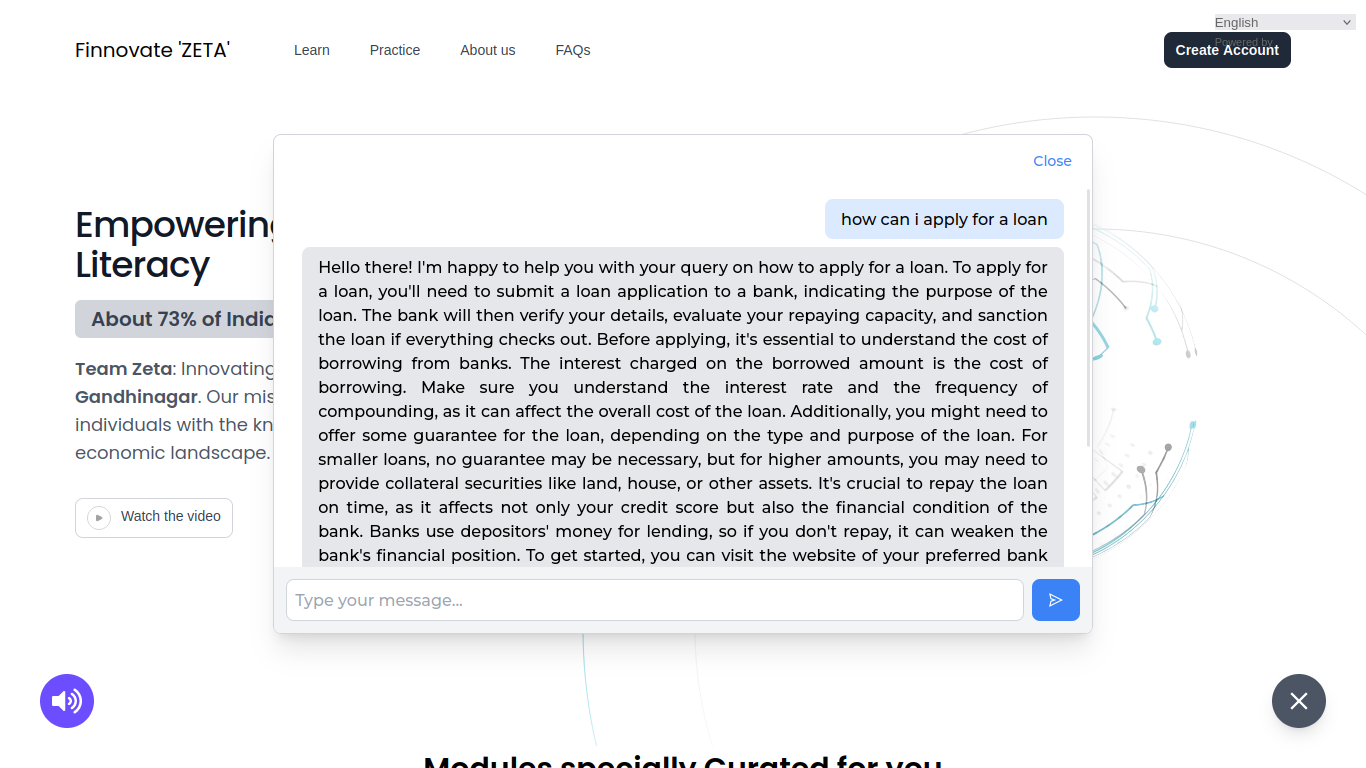 English
Powered by
Finnovate 'ZETA'
Learn
Practice
About us
FAQs
Create Account
Close
how can i apply for a loan
Hello there! I'm happy to help you with your query on how to apply for a loan. To apply for
a loan, you'll need to submit a loan application to a bank, indicating the purpose of the
loan. The bank will then verify your details, evaluate your repaying capacity, and sanction
the loan if everything checks out. Before applying, it's essential to understand the cost of
borrowing from banks. The interest charged on the borrowed amount is the cost of
borrowing. Make sure you understand the interest rate and the frequency of
compounding, as it can affect the overall cost of the loan. Additionally, you might need to
offer some guarantee for the loan, depending on the type and purpose of the loan. For
smaller loans, no guarantee may be necessary, but for higher amounts, you may need to
provide collateral securities like land, house, or other assets. It's crucial to repay the loan
on time, as it affects not only your credit score but also the financial condition of the
bank. Banks use depositors' money for lending, so if you don't repay, it can weaken the
bank's financial position. To get started, you can visit the website of your preferred bank
Type your message...
Empowering
Literacy
About 73% of India
Team Zeta: Innovating
Gandhinagar. Our mis
individuals with the kn
economic landscape.
Watch the video
Modules specially Curated for you